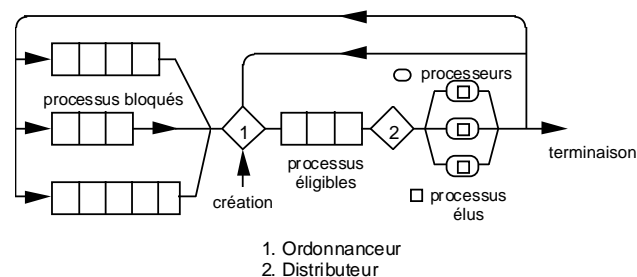 processeurs
processus bloqués
1
2
processus
éligibles
terminaison
création
processus
élus
1. Ordonnanceur
2. Distributeur